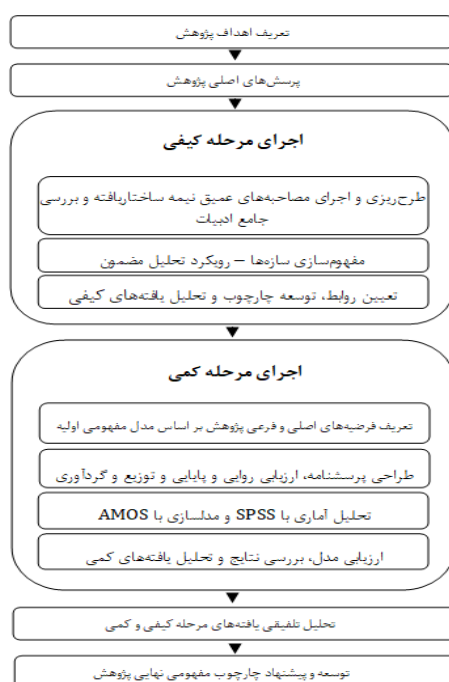 تعریف اهداف پژوهش
پرسش‌های اصلی پژوهش
اجرای مرحله کیفی
طرح‌ریزی و اجرای مصاحبه‌های عمیق نیمه ساختاریافته و بررسی
جامع ادبیات
مفهوم‌سازی سازه‌ها – رویکرد تحلیل مضمون
تعیین روابط، توسعه چارچوب و تحلیل یافته‌های کیفی
اجرای مرحله کمی
تعریف فرضیه‌های اصلی و فرعی پژوهش بر اساس مدل مفهومی اولیه
طراحی پرسشنامه، ارزیابی روایی و پایایی و توزیع و گردآوری
تحلیل آماری با SPSS و مدلسازی با AMOS
ارزیابی مدل، بررسی نتایج و تحلیل یافته‌های کمی
تحلیل تلفیقی یافته‌های مرحله کیفی و کمی
توسعه و پیشنهاد چارچوب مفهومی نهایی پژوهش